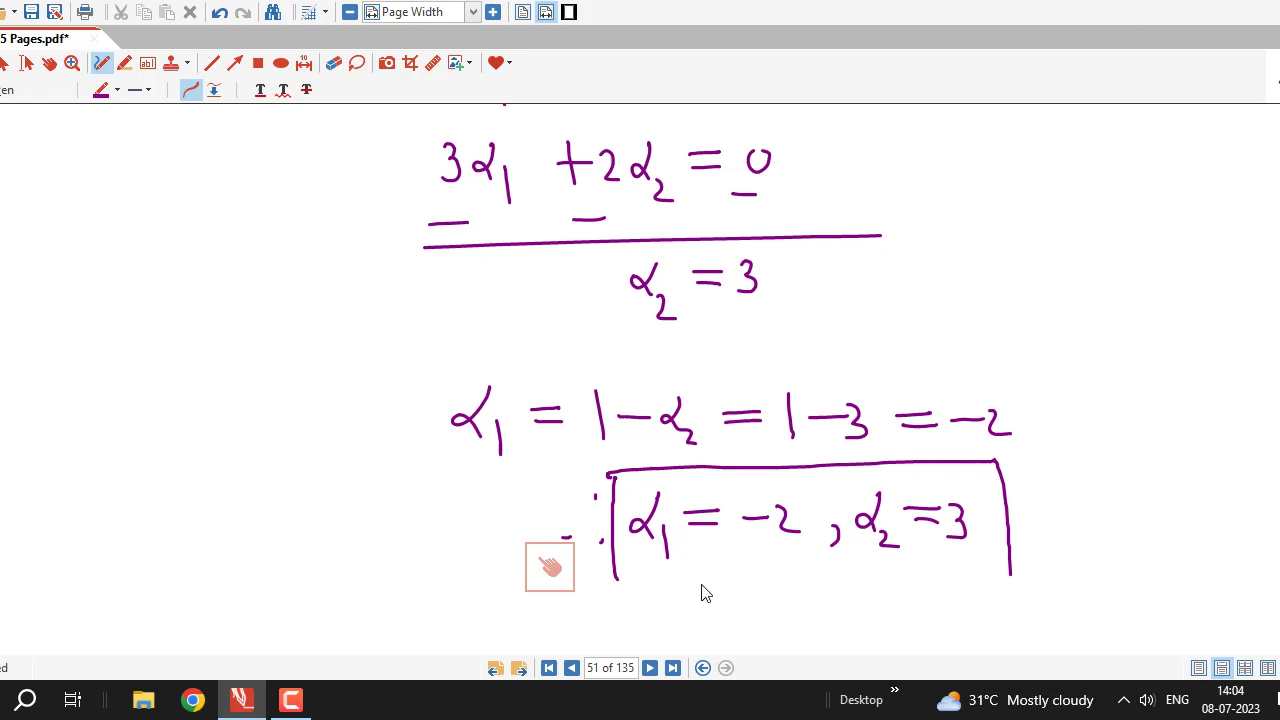 Page Width
5 Pages.pdf*
3α₁ + 2α₂ = 0
α₂ = 3
α₁ = 1 - α₂ = 1 - 3 = -2
∴ α₁ = -2, α₂ = 3
51 of 135
Desktop
»
31°C Mostly cloudy
ENG
14:04
08-07-2023